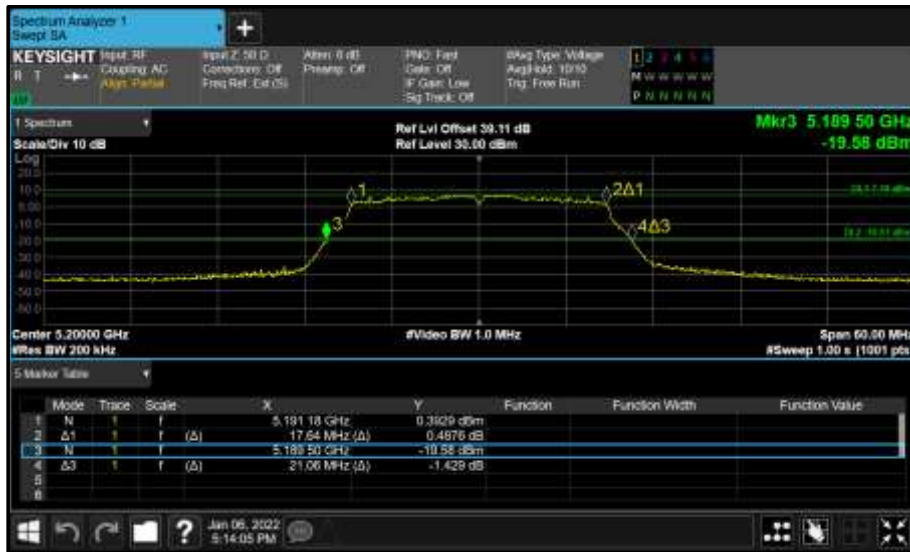 Spectrum Analyzer 1
Swept SA
+
KEYSIGHT
R T
Input: RF
Coupling: AC
Align: Partial
Input Z: 50 Ω
Corrections: Off
Freq Ref: Ext (S)
Atten: 6 dB
Preamp: Off
PNO: Fast
Gate: Off
IF Gain: Low
Sig Track: Off
#Avg Type: Voltage
Avg|Hold: 10/10
Trig: Free Run
1 2 3 4 5 6
M W W W W W
P N N N N N
1 Spectrum
Scale/Div 10 dB
Ref Lvl Offset 39.11 dB
Ref Level 30.00 dBm
Mkr3 5.189 50 GHz
-19.58 dBm
Log
20.0
10.0
0.00
-10.0
-20.0
-30.0
-40.0
-50.0
-60.0
1
2Δ1
3
4Δ3
Center 5.20000 GHz
#Res BW 200 kHz
#Video BW 1.0 MHz
Span 60.00 MHz
#Sweep 1.00 s (1001 pts
5 Marker Table
Mode Trace Scale X Y Function Function Width Function Value
1 N 1 f 5.191 18 GHz 0.3929 dBm
2 Δ1 1 f (Δ) 17.64 MHz (Δ) 0.4876 dB
3 N 1 f 5.189 50 GHz -19.58 dBm
4 Δ3 1 f (Δ) 21.06 MHz (Δ) -1.429 dB
5
6
?
Jan 06, 2022
5:14:05 PM